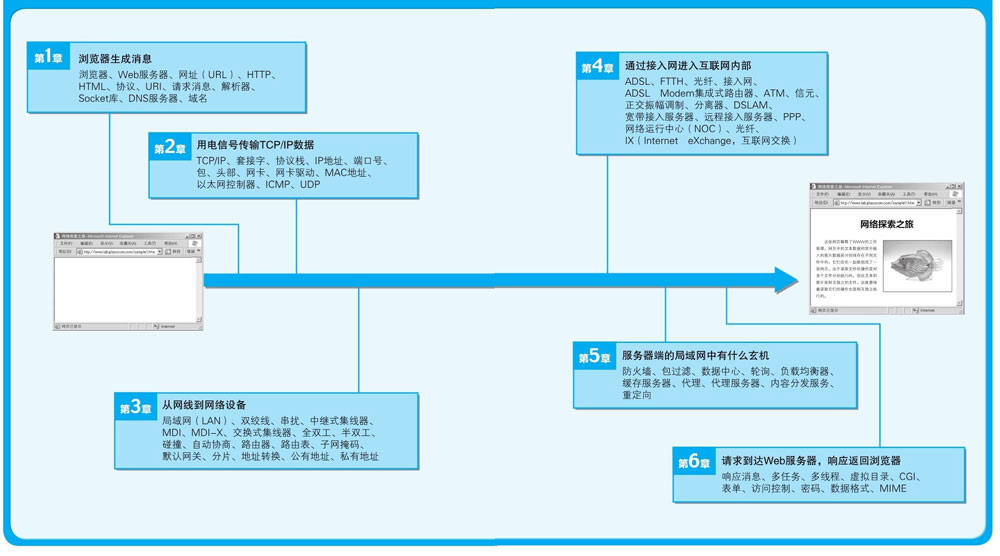 第1章 浏览器生成消息
浏览器、Web服务器、网址（URL）、HTTP、
HTML、协议、URI、请求消息、解析器、
Socket库、DNS服务器、域名
第2章 用电信号传输TCP/IP数据
TCP/IP、套接字、协议栈、IP地址、端口号、
包、头部、网卡、网卡驱动、MAC地址、
以太网控制器、ICMP、UDP
第3章 从网线到网络设备
局域网（LAN）、双绞线、串扰、中继式集线器、
MDI、MDI-X、交换式集线器、全双工、半双工、
碰撞、自动协商、路由器、路由表、子网掩码、
默认网关、分片、地址转换、公有地址、私有地址
第4章 通过接入网进入互联网内部
ADSL、FTTH、光纤、接入网、
ADSL Modem集成式路由器、ATM、信元、
正交振幅调制、分离器、DSLAM、
宽带接入服务器、远程接入服务器、PPP、
网络运行中心（NOC）、光纤、
IX（Internet eXchange，互联网交换）
网络探索之旅
第5章 服务器端的局域网中有什么玄机
防火墙、包过滤、数据中心、轮询、负载均衡器、
缓存服务器、代理、代理服务器、内容分发服务、
重定向
第6章 请求到达Web服务器，响应返回浏览器
响应消息、多任务、多线程、虚拟目录、CGI、
表单、访问控制、密码、数据格式、MIME